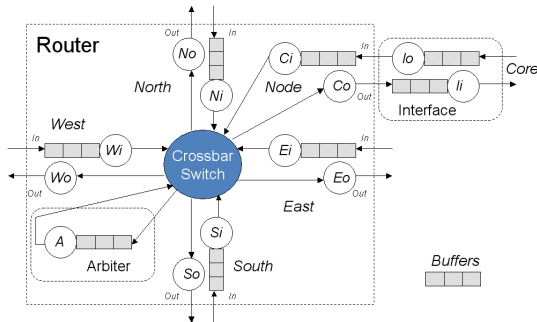 Router
Out
No
In
Ni
North
Ci
In
Node
Co
Out
Io
Ii
Interface
Core
West
In
Wi
Wo
Out
Crossbar
Switch
Ei
In
Eo
Out
East
A
Arbiter
Si
So
South
Out
In
Buffers